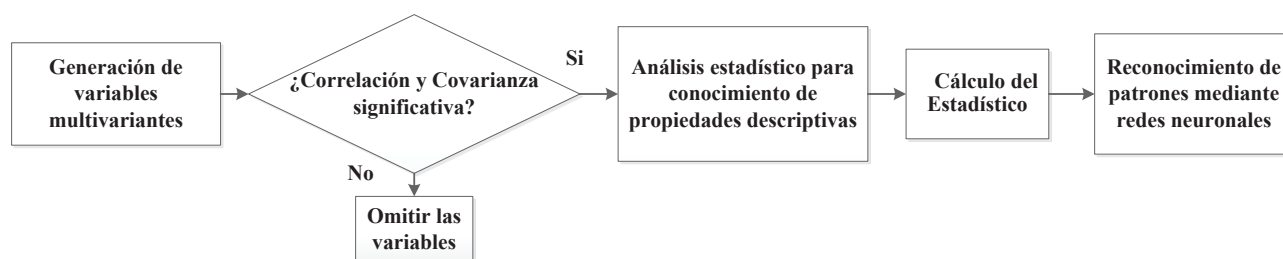 Generación de
variables
multivariantes
¿Correlación y Covarianza
significativa?
Si
No
Omitir las
variables
Análisis estadístico para
conocimiento de
propiedades descriptivas
Cálculo del
Estadístico
Reconocimiento de
patrones mediante
redes neuronales